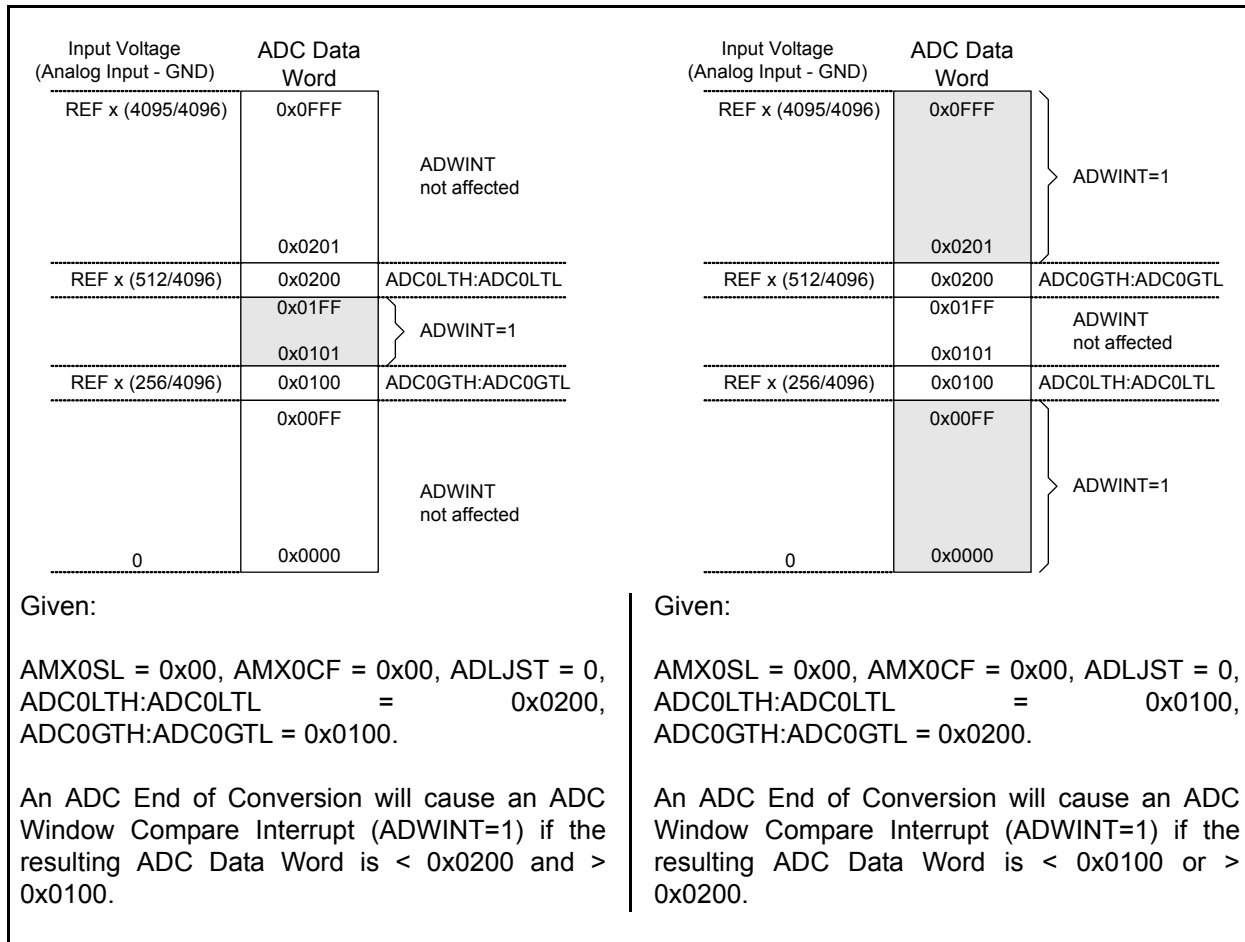 Input Voltage
(Analog Input - GND)
ADC Data
Word
REF x (4095/4096)
0x0FFF
ADWINT
not affected
0x0201
REF x (512/4096)
0x0200
ADC0LTH:ADC0LTL
0x01FF
ADWINT=1
0x0101
REF x (256/4096)
0x0100
ADC0GTH:ADC0GTL
0x00FF
ADWINT
not affected
0
0x0000
Given:
AMX0SL = 0x00, AMX0CF = 0x00, ADLJST = 0,
ADC0LTH:ADC0LTL = 0x0200,
ADC0GTH:ADC0GTL = 0x0100.
An ADC End of Conversion will cause an ADC
Window Compare Interrupt (ADWINT=1) if the
resulting ADC Data Word is < 0x0200 and >
0x0100.
Input Voltage
(Analog Input - GND)
ADC Data
Word
REF x (4095/4096)
0x0FFF
ADWINT=1
0x0201
REF x (512/4096)
0x0200
ADC0GTH:ADC0GTL
0x01FF
ADWINT
not affected
0x0101
REF x (256/4096)
0x0100
ADC0LTH:ADC0LTL
0x00FF
ADWINT=1
0
0x0000
Given:
AMX0SL = 0x00, AMX0CF = 0x00, ADLJST = 0,
ADC0LTH:ADC0LTL = 0x0100,
ADC0GTH:ADC0GTL = 0x0200.
An ADC End of Conversion will cause an ADC
Window Compare Interrupt (ADWINT=1) if the
resulting ADC Data Word is < 0x0100 or >
0x0200.